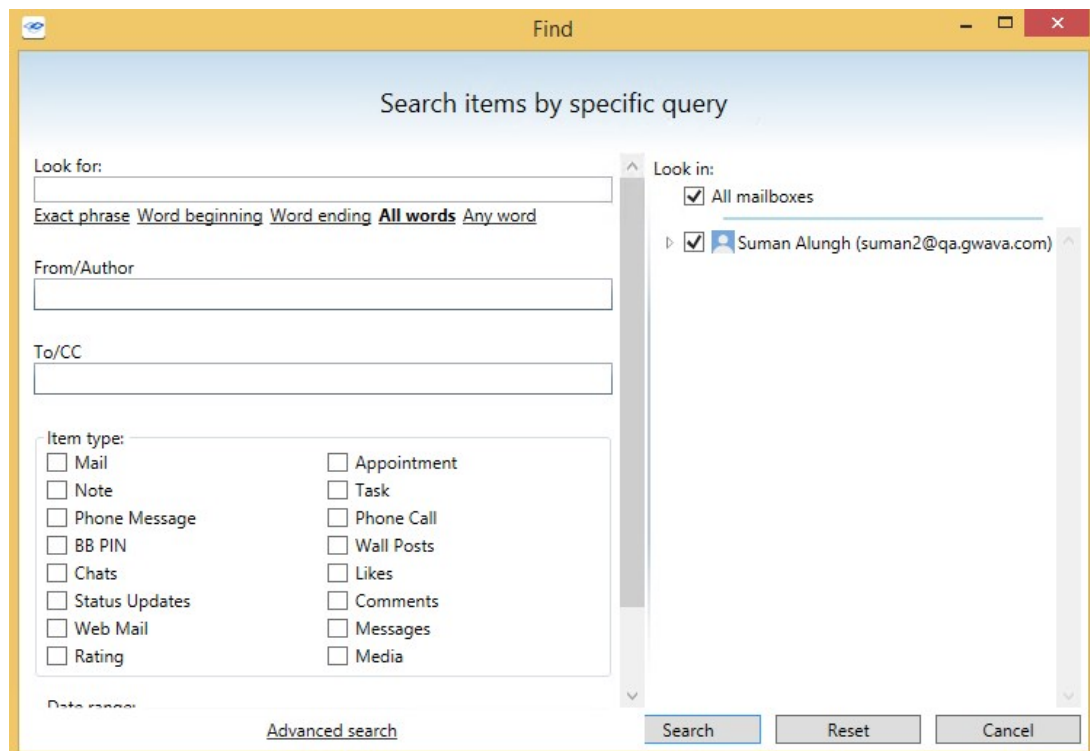 Find
Search items by specific query
Look for:
Exact phrase Word beginning Word ending All words Any word
From/Author
To/CC
Item type:
Mail
Appointment
Note
Task
Phone Message
Phone Call
BB PIN
Wall Posts
Chats
Likes
Status Updates
Comments
Web Mail
Messages
Rating
Media
Date range:
Advanced search
Look in:
All mailboxes
Suman Alungh (suman2@qa.gwava.com)
Search
Reset
Cancel